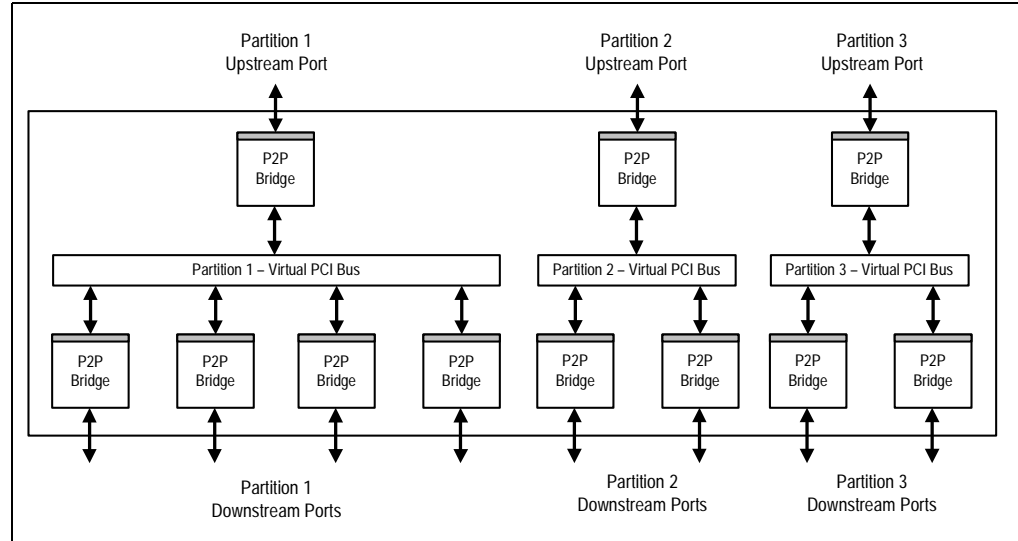 Partition 1
Upstream Port
Partition 2
Upstream Port
Partition 3
Upstream Port
P2P
Bridge
P2P
Bridge
P2P
Bridge
Partition 1 – Virtual PCI Bus
Partition 2 – Virtual PCI Bus
Partition 3 – Virtual PCI Bus
P2P
Bridge
P2P
Bridge
P2P
Bridge
P2P
Bridge
P2P
Bridge
P2P
Bridge
P2P
Bridge
P2P
Bridge
Partition 1
Downstream Ports
Partition 2
Downstream Ports
Partition 3
Downstream Ports